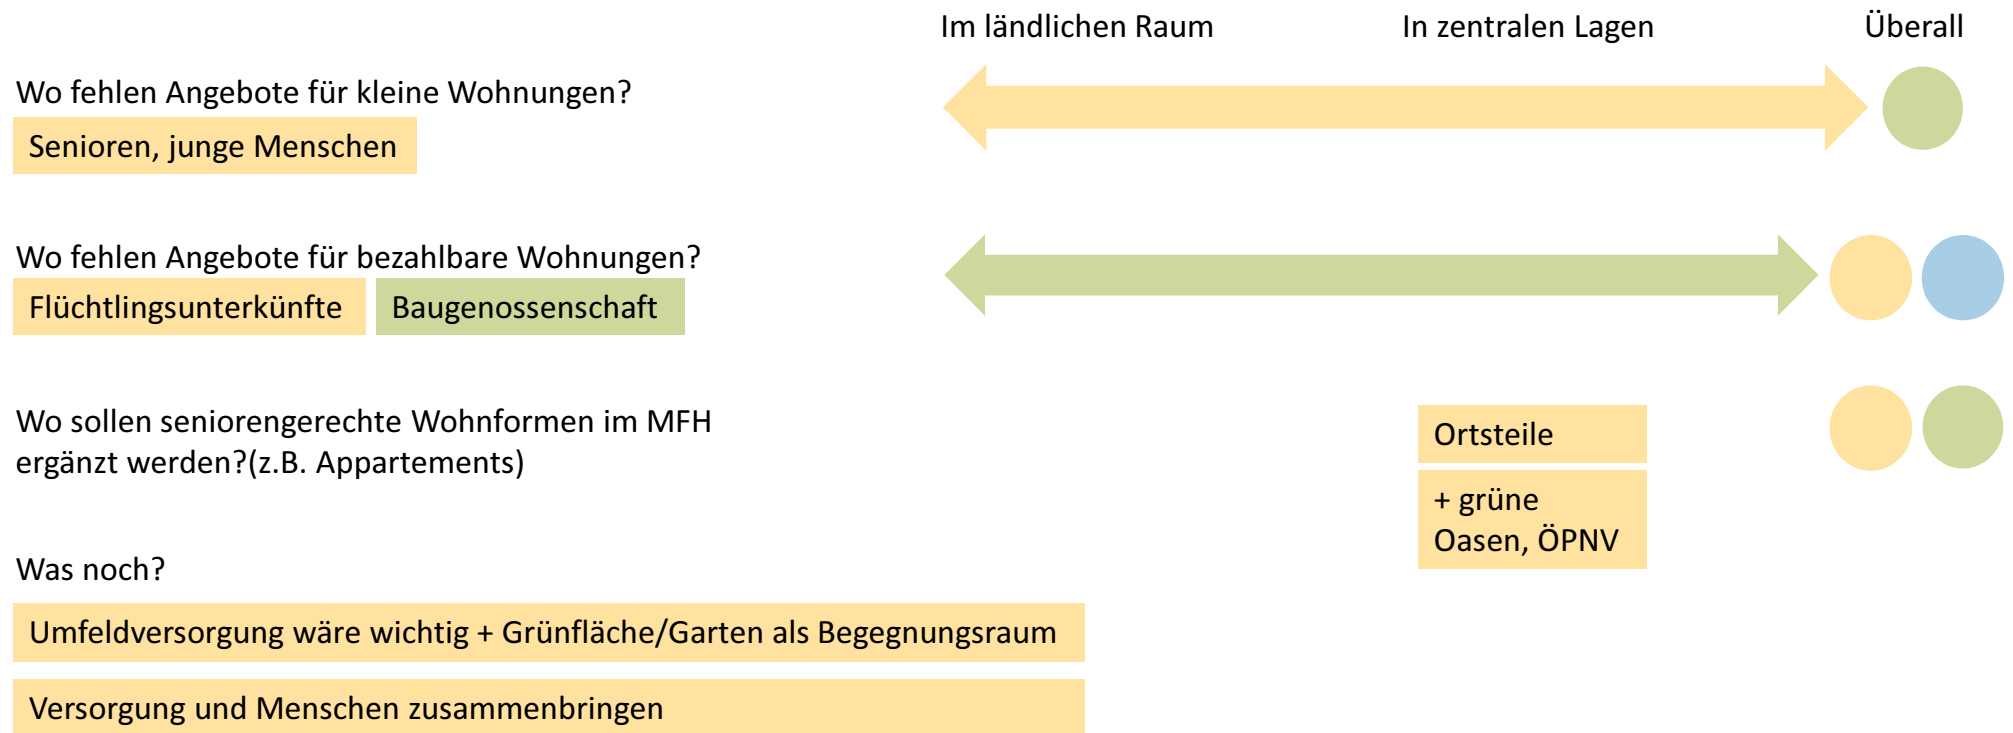 Im ländlichen Raum
In zentralen Lagen
Überall
Wo fehlen Angebote für kleine Wohnungen?
Senioren, junge Menschen
Wo fehlen Angebote für bezahlbare Wohnungen?
Flüchtlingsunterkünfte
Baugenossenschaft
Wo sollen seniorengerechte Wohnformen im MFH
ergänzt werden?(z.B. Appartements)
Ortsteile
+ grüne
Oasen, ÖPNV
Was noch?
Umfeldversorgung wäre wichtig + Grünfläche/Garten als Begegnungsraum
Versorgung und Menschen zusammenbringen